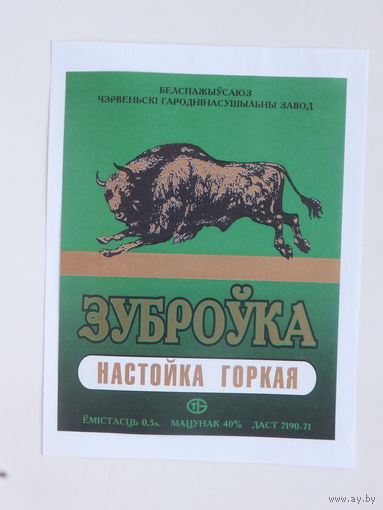 БЕЛСПАЖЫЎСАЮЗ
ЧЭРВЕНЬСКІ ГАРОДНІНАСУШЫЛЬНЫ ЗАВОД
ЗУБРОЎКА
НАСТОЙКА ГОРКАЯ
ЁМІСТАСЦЬ 0,5л. МАЦУНАК 40% ДАСТ 7190-71
www.ay.by